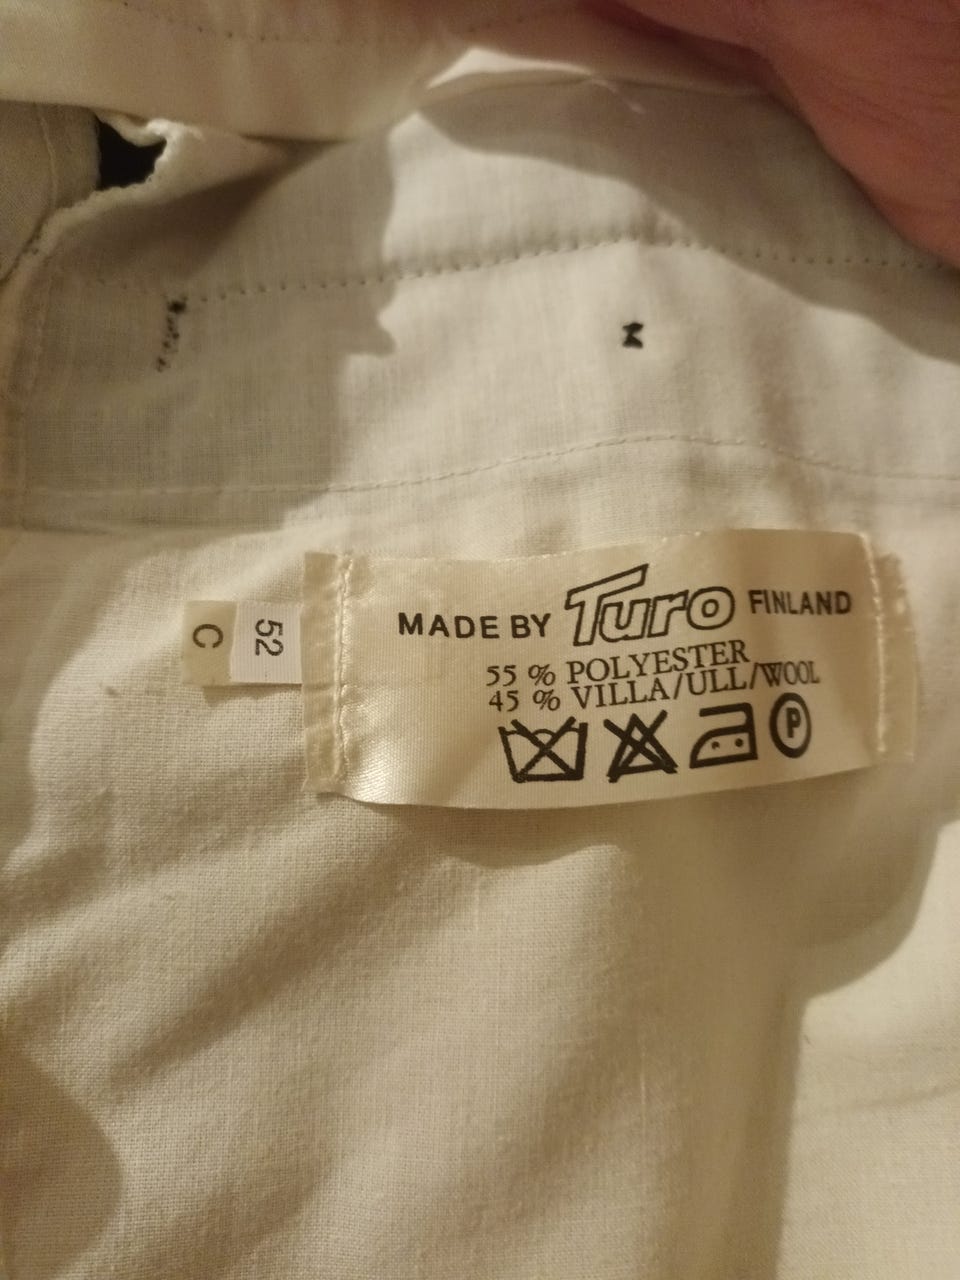 MADE BY Turo FINLAND
55 % POLYESTER
45 % VILLA/ULL/WOOL
P
52
C